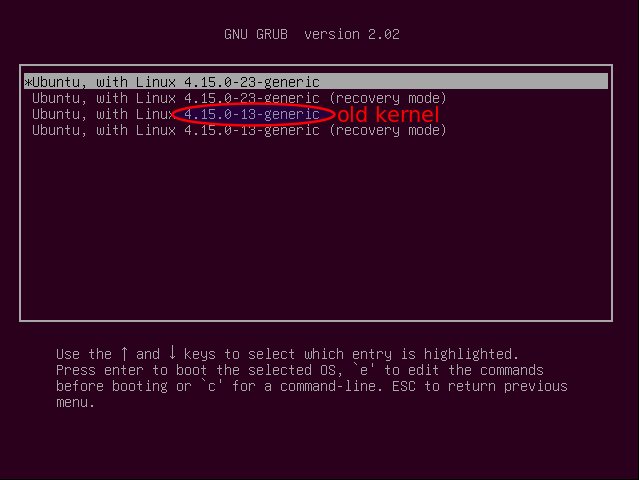 GNU GRUB  version 2.02
*Ubuntu, with Linux 4.15.0-23-generic
Ubuntu, with Linux 4.15.0-23-generic (recovery mode)
Ubuntu, with Linux 4.15.0-13-generic old kernel
Ubuntu, with Linux 4.15.0-13-generic (recovery mode)
Use the ↑ and ↓ keys to select which entry is highlighted.
Press enter to boot the selected OS, `e' to edit the commands
before booting or `c' for a command-line. ESC to return previous
menu.